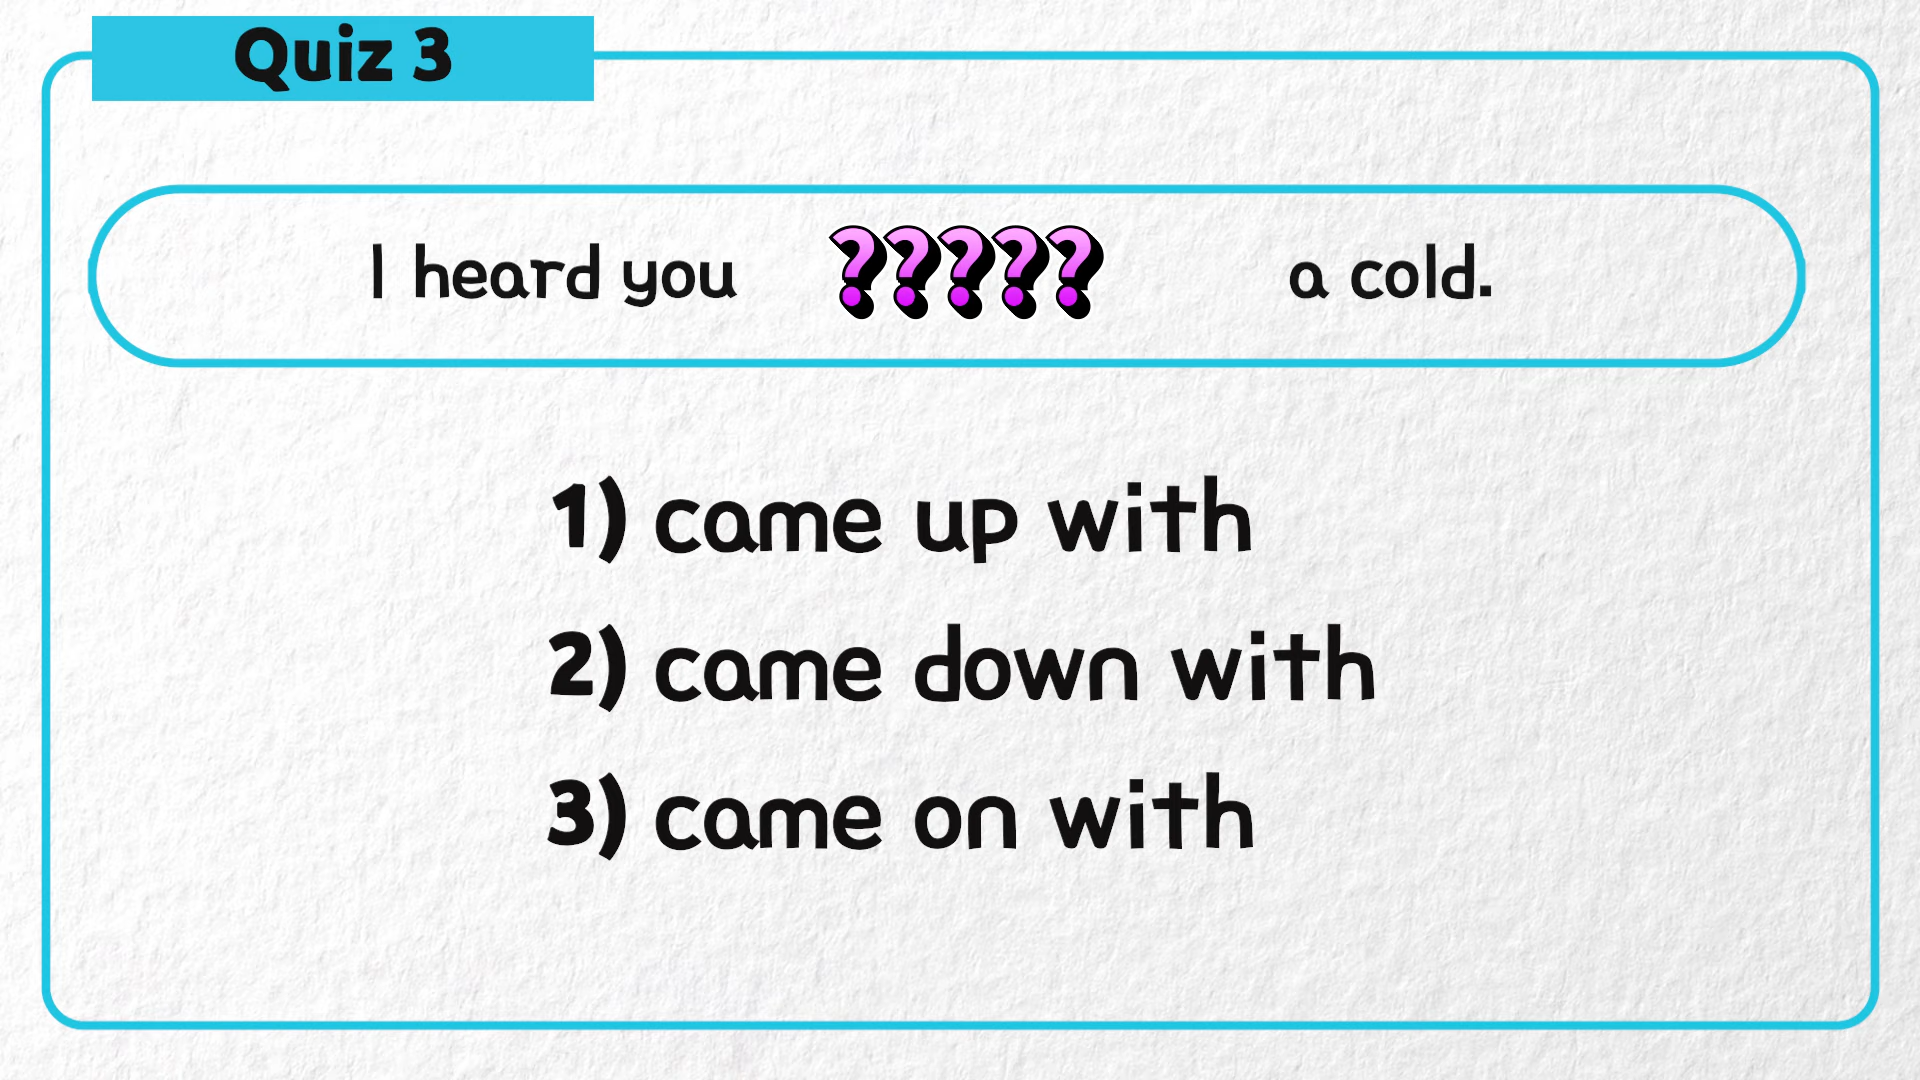 Quiz 3
I heard you ????? a cold.
1) came up with
2) came down with
3) came on with